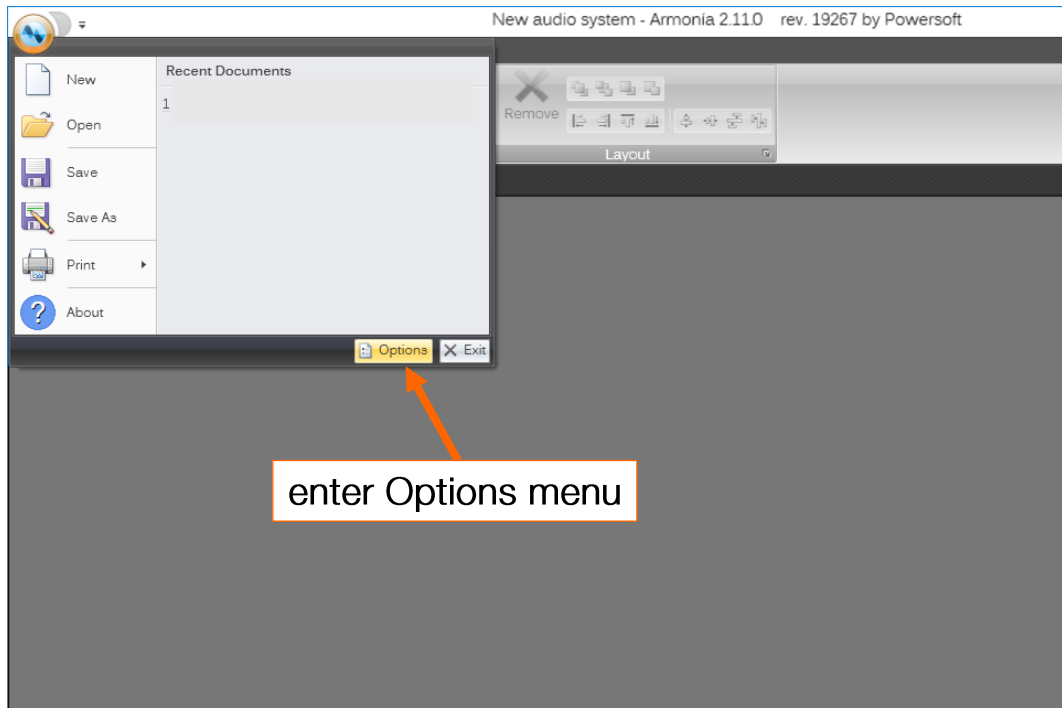 New audio system - Armonía 2.11.0 rev. 19267 by Powersoft
New
Open
Save
Save As
Print
About
Recent Documents
1
Remove
Layout
Options
Exit
enter Options menu